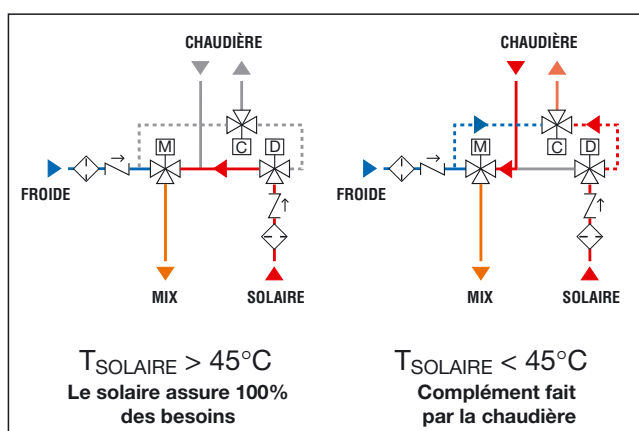 CHAUDIÈRE
M
C
D
FROIDE
MIX
SOLAIRE
TSOLAIRE > 45°C
Le solaire assure 100%
des besoins
CHAUDIÈRE
M
C
D
FROIDE
MIX
SOLAIRE
TSOLAIRE < 45°C
Complément fait
par la chaudière